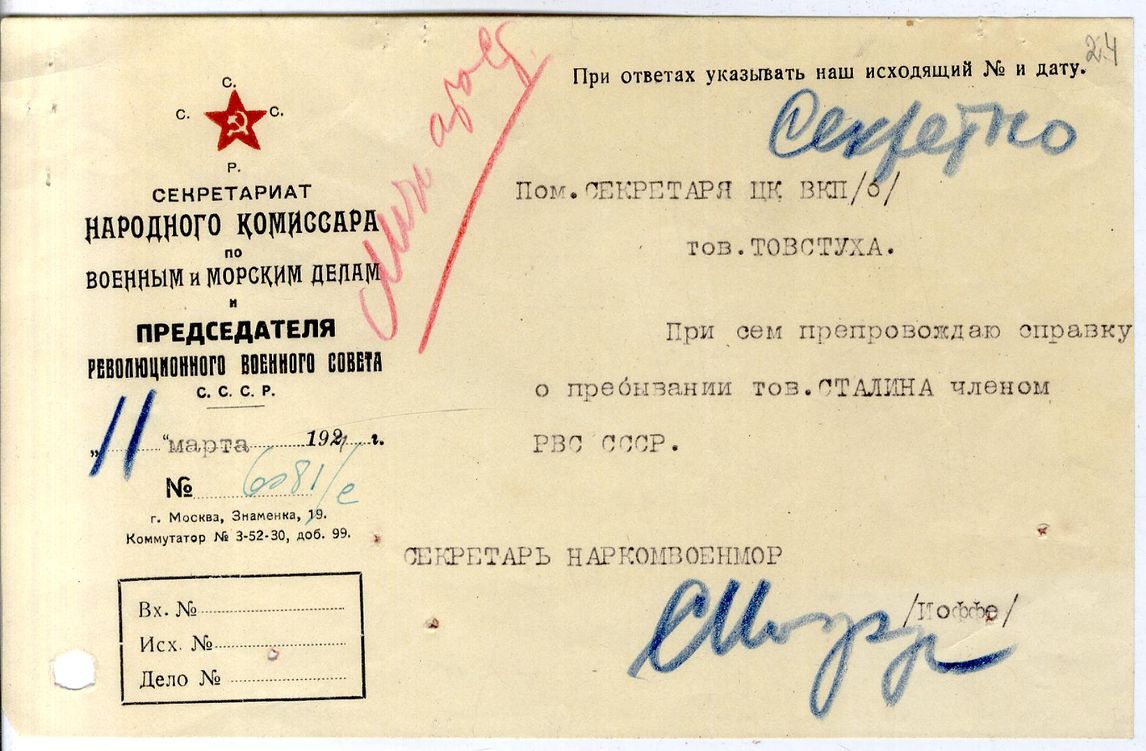 24
При ответах указывать наш исходящий № и дату.
С.
С. С.
Р.
СЕКРЕТАРИАТ
НАРОДНОГО КОМИССАРА
по
ВОЕННЫМ и МОРСКИМ ДЕЛАМ
и
ПРЕДСЕДАТЕЛЯ
РЕВОЛЮЦИОННОГО ВОЕННОГО СОВЕТА
С. С. С. Р.
„11“ марта 192 г.
№ 6081/с
г. Москва, Знаменка, 19.
Коммутатор № 3-52-30, доб. 99.
Вх. №
Исх. №
Дело №
Секретно
Пом.СЕКРЕТАРЯ ЦК ВКП/б/
тов.ТОВСТУХА.
При сем препровождаю справку
о пребывании тов.СТАЛИНА членом
РВС СССР.
СЕКРЕТАРЬ НАРКОМВОЕНМОР
/Иоффе/